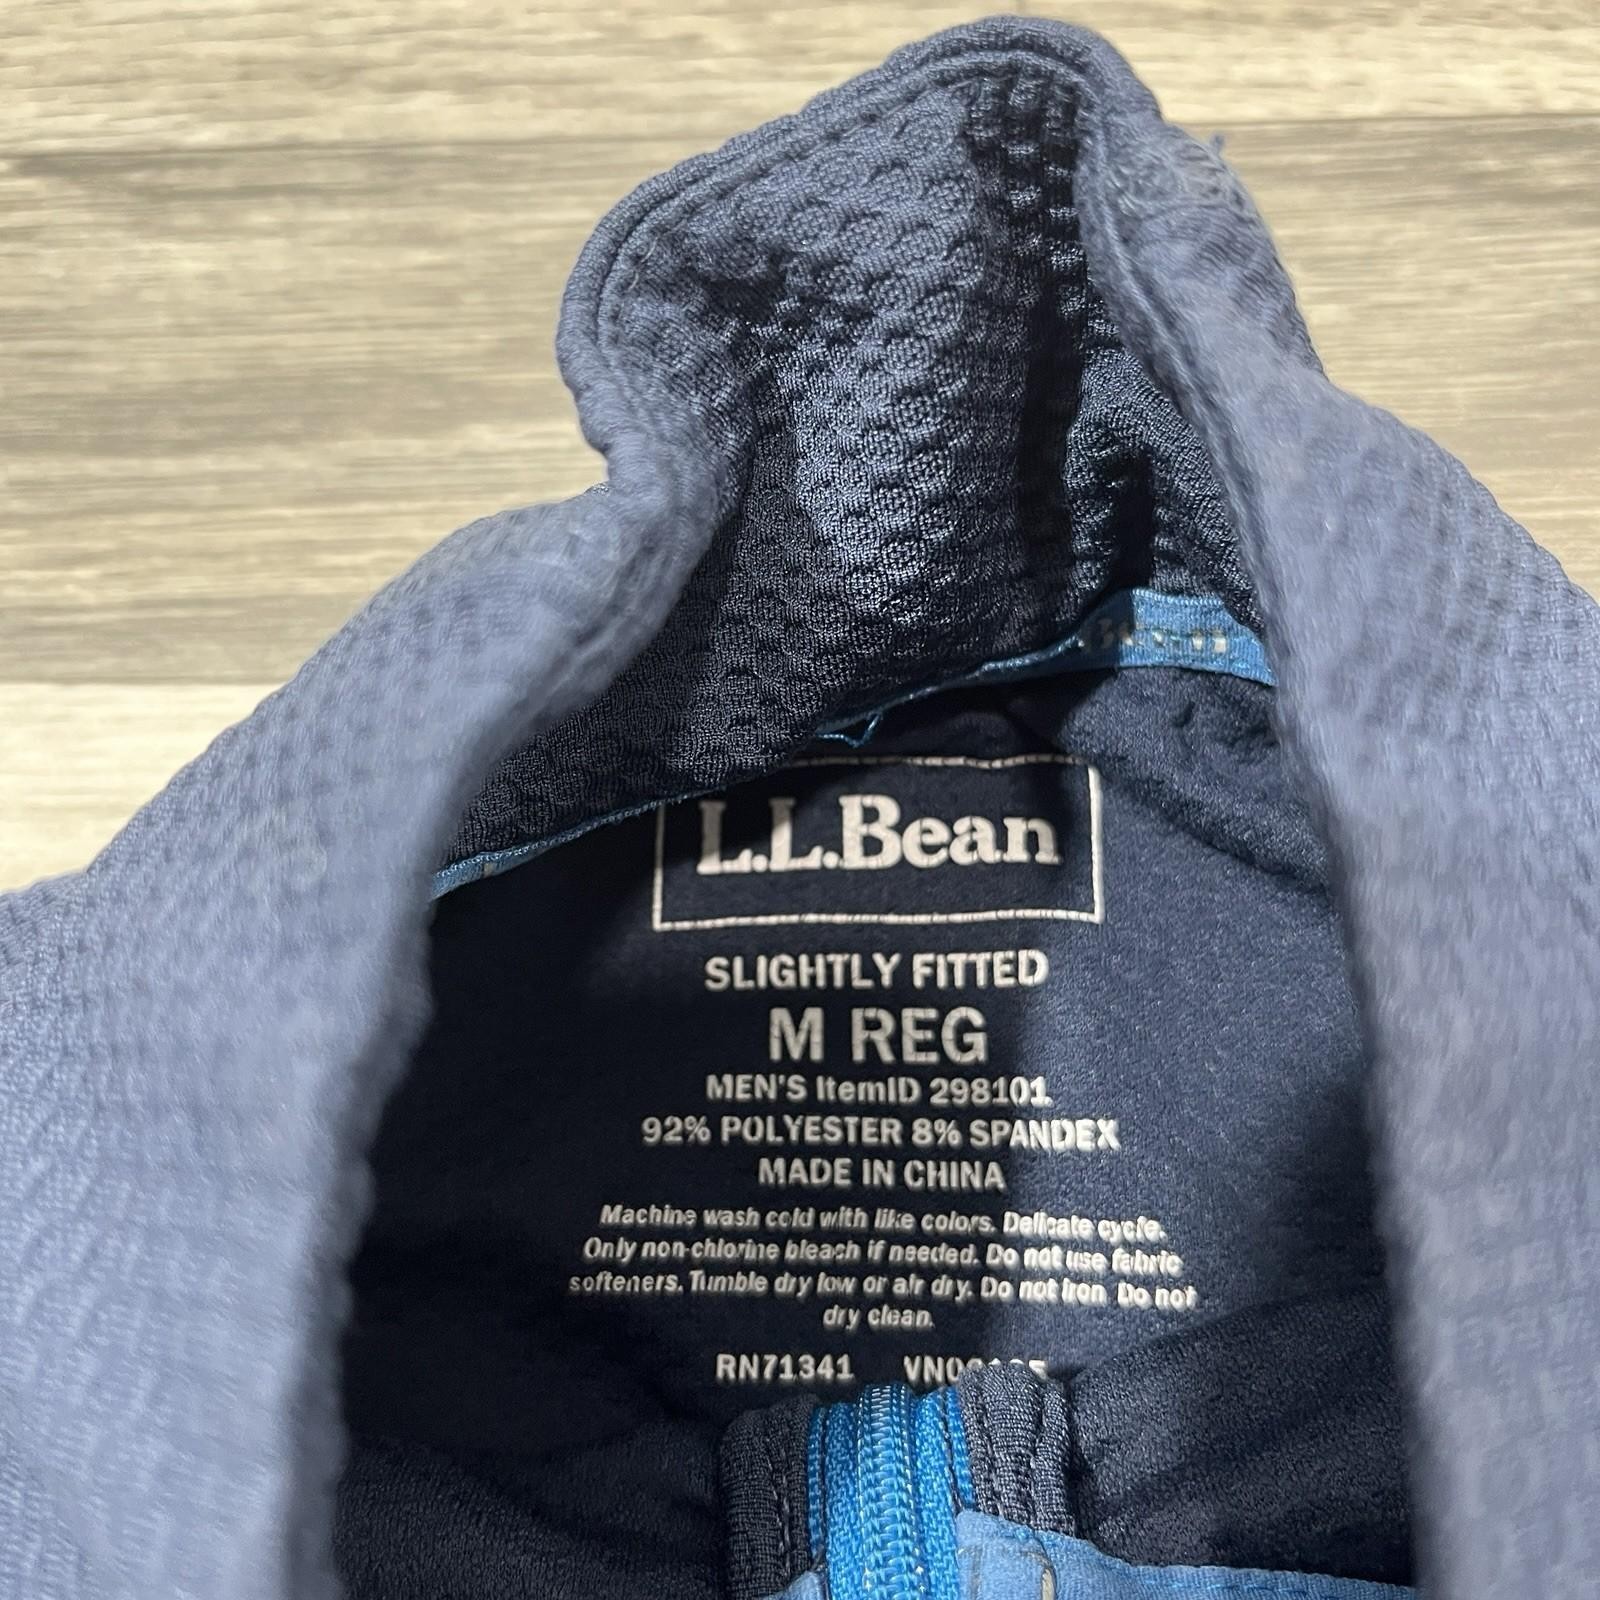 L.L.Bean
SLIGHTLY FITTED
M REG
MEN'S ItemID 298101
92% POLYESTER 8% SPANDEX
MADE IN CHINA
Machine wash cold with like colors. Delicate cycle.
Only non-chlorine bleach if needed. Do not use fabric
softeners. Tumble dry low or air dry. Do not iron. Do not
dry clean.
RN71341